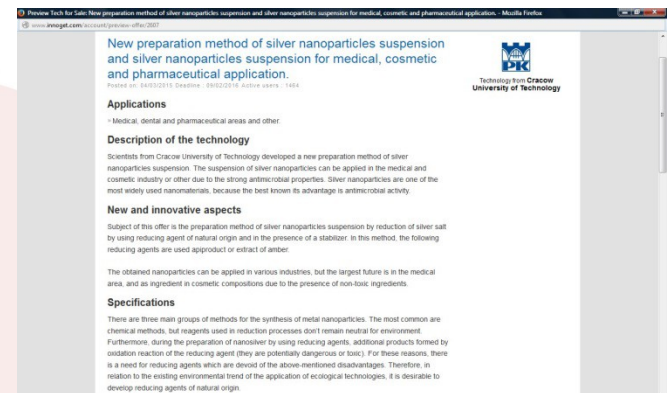 Preview Tech for Sale: New preparation method of silver nanoparticles suspension and silver nanoparticles suspension for medical, cosmetic and pharmaceutical application. - Mozilla Firefox
www.innoget.com/account/preview-offer/2607
New preparation method of silver nanoparticles suspension
and silver nanoparticles suspension for medical, cosmetic
and pharmaceutical application.
Posted on: 04/03/2015 Deadline: 09/02/2016 Active users: 1464
PK
Technology from Cracow
University of Technology
Applications
Medical, dental and pharmaceutical areas and other
Description of the technology
Scientists from Cracoe University of Technology developed a new preparation method of silver
nanoparticles suspension. The suspension of silver nanoparticles can be applied in the medical and
cosmetic industry or other due to the strong antimicrobial properties. Silver nanoparticles are one of the
most widely used nanomaterials, because the best known its advantage is antimicrobial activity.
New and innovative aspects
Subject of this offer is the preparation method of silver nanoparticles suspension by reduction of silver salt
by using reducing agent of natural origin and in the presence of a stabilizer. In this method, the following
reducing agents are used apiproduct or extract of amber.
The obtained nanoparticles can be applied in various industries, but the largest future is in the medical
area, and as ingredient in cosmetic compositions due to the presence of non-toxic ingredients.
Specifications
There are three main groups of methods for the synthesis of metal nanoparticles. The most common are
chemical methods, but reagents used in reduction processes don't remain neutral for environment.
Furthermore, during the preparation of nanosilver by using reducing agents, additional products formed by
oxidation reaction of the reducing agent (they are potentially dangerous or toxic). For these reasons, there
is a need for reducing agents which are devoid of the above-mentioned disadvantages. Therefore, in
relation to the existing environmental trend of the application of ecological technologies, it is desirable to
develop reducing agents of natural origin.